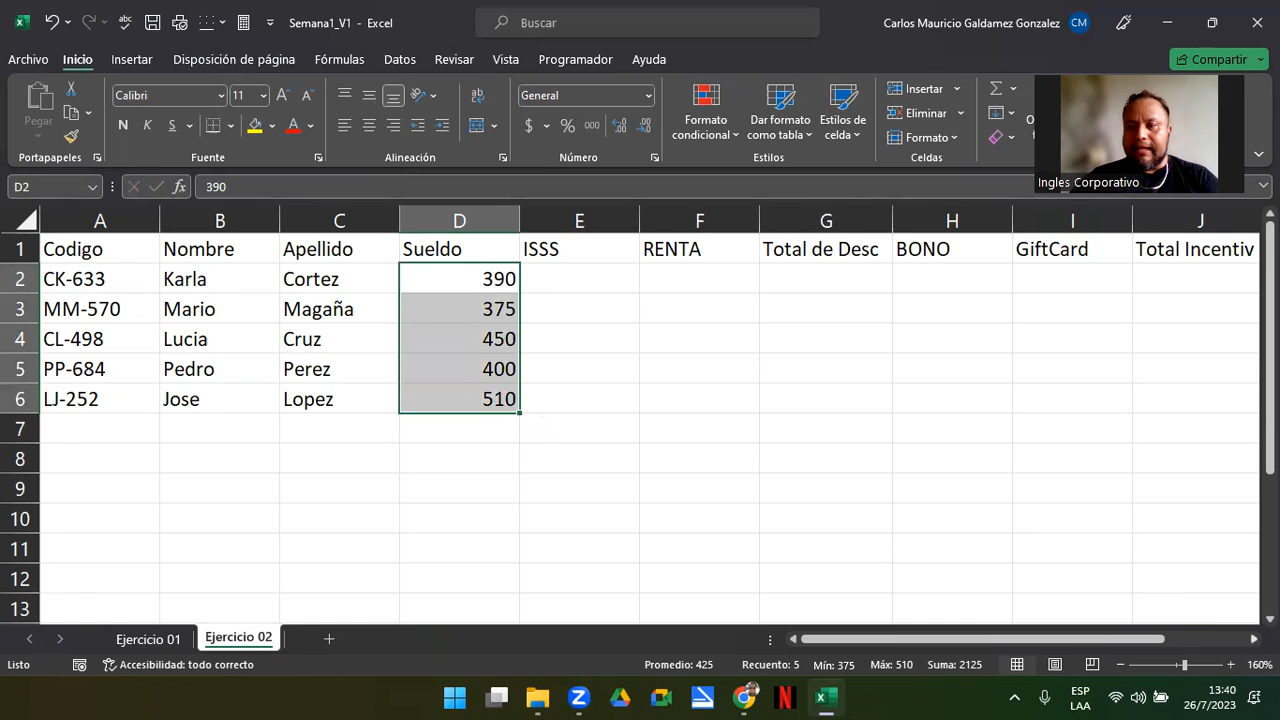 Semana1_V1 - Excel
Buscar
Carlos Mauricio Galdamez Gonzalez CM
Archivo Inicio Insertar Disposición de página Fórmulas Datos Revisar Vista Programador Ayuda
Compartir
Pegar
Portapapeles
Calibri 11
N K S
Fuente
Alineación
General
$ % 000
Número
Formato condicional
Dar formato como tabla
Estilos de celda
Estilos
Insertar
Eliminar
Formato
Celdas
Ingles Corporativo
D2 fx 390
A B C D E F G H I J
1 Codigo Nombre Apellido Sueldo ISSS RENTA Total de Desc BONO GiftCard Total Incentiv
2 CK-633 Karla Cortez 390
3 MM-570 Mario Magaña 375
4 CL-498 Lucia Cruz 450
5 PP-684 Pedro Perez 400
6 LJ-252 Jose Lopez 510
7
8
9
10
11
12
13
Ejercicio 01 Ejercicio 02
Listo Accesibilidad: todo correcto Promedio: 425 Recuento: 5 Mín: 375 Máx: 510 Suma: 2125 160%
ESP
LAA
13:40
26/7/2023